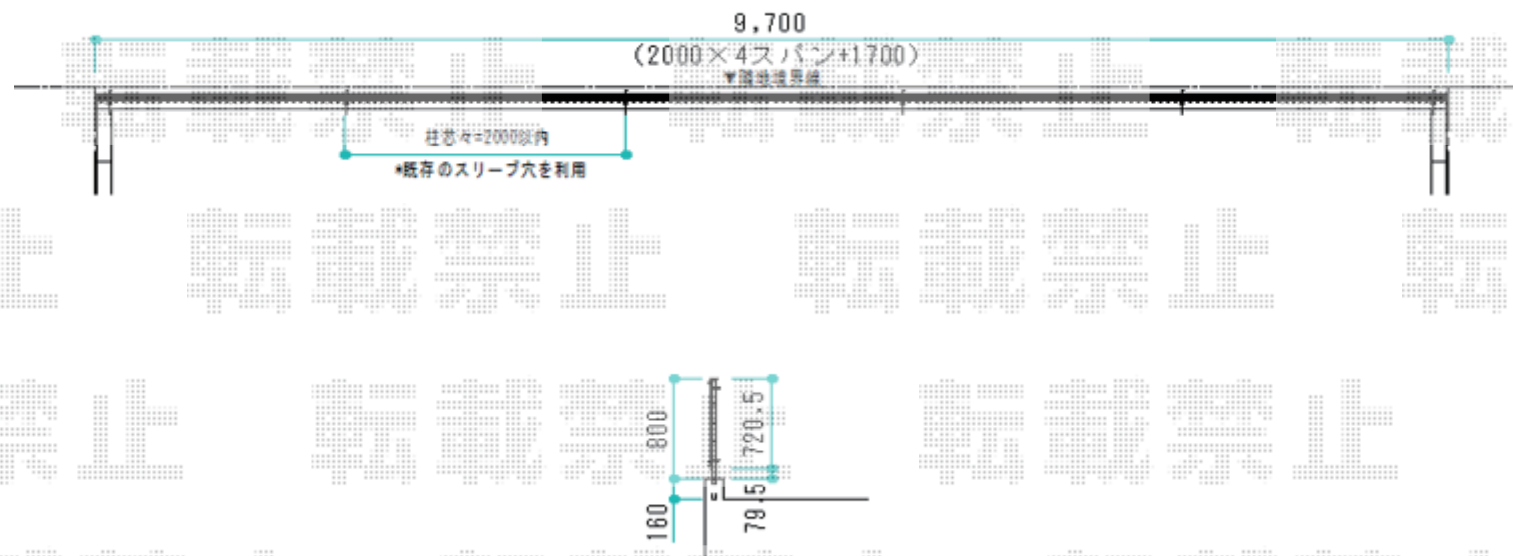 9,700
(2000×4スパン+1700)
▼隣地境界線
柱芯々=2000以内
*既存のスリーブ穴を利用
転載禁止
800
720.5
160
79.5